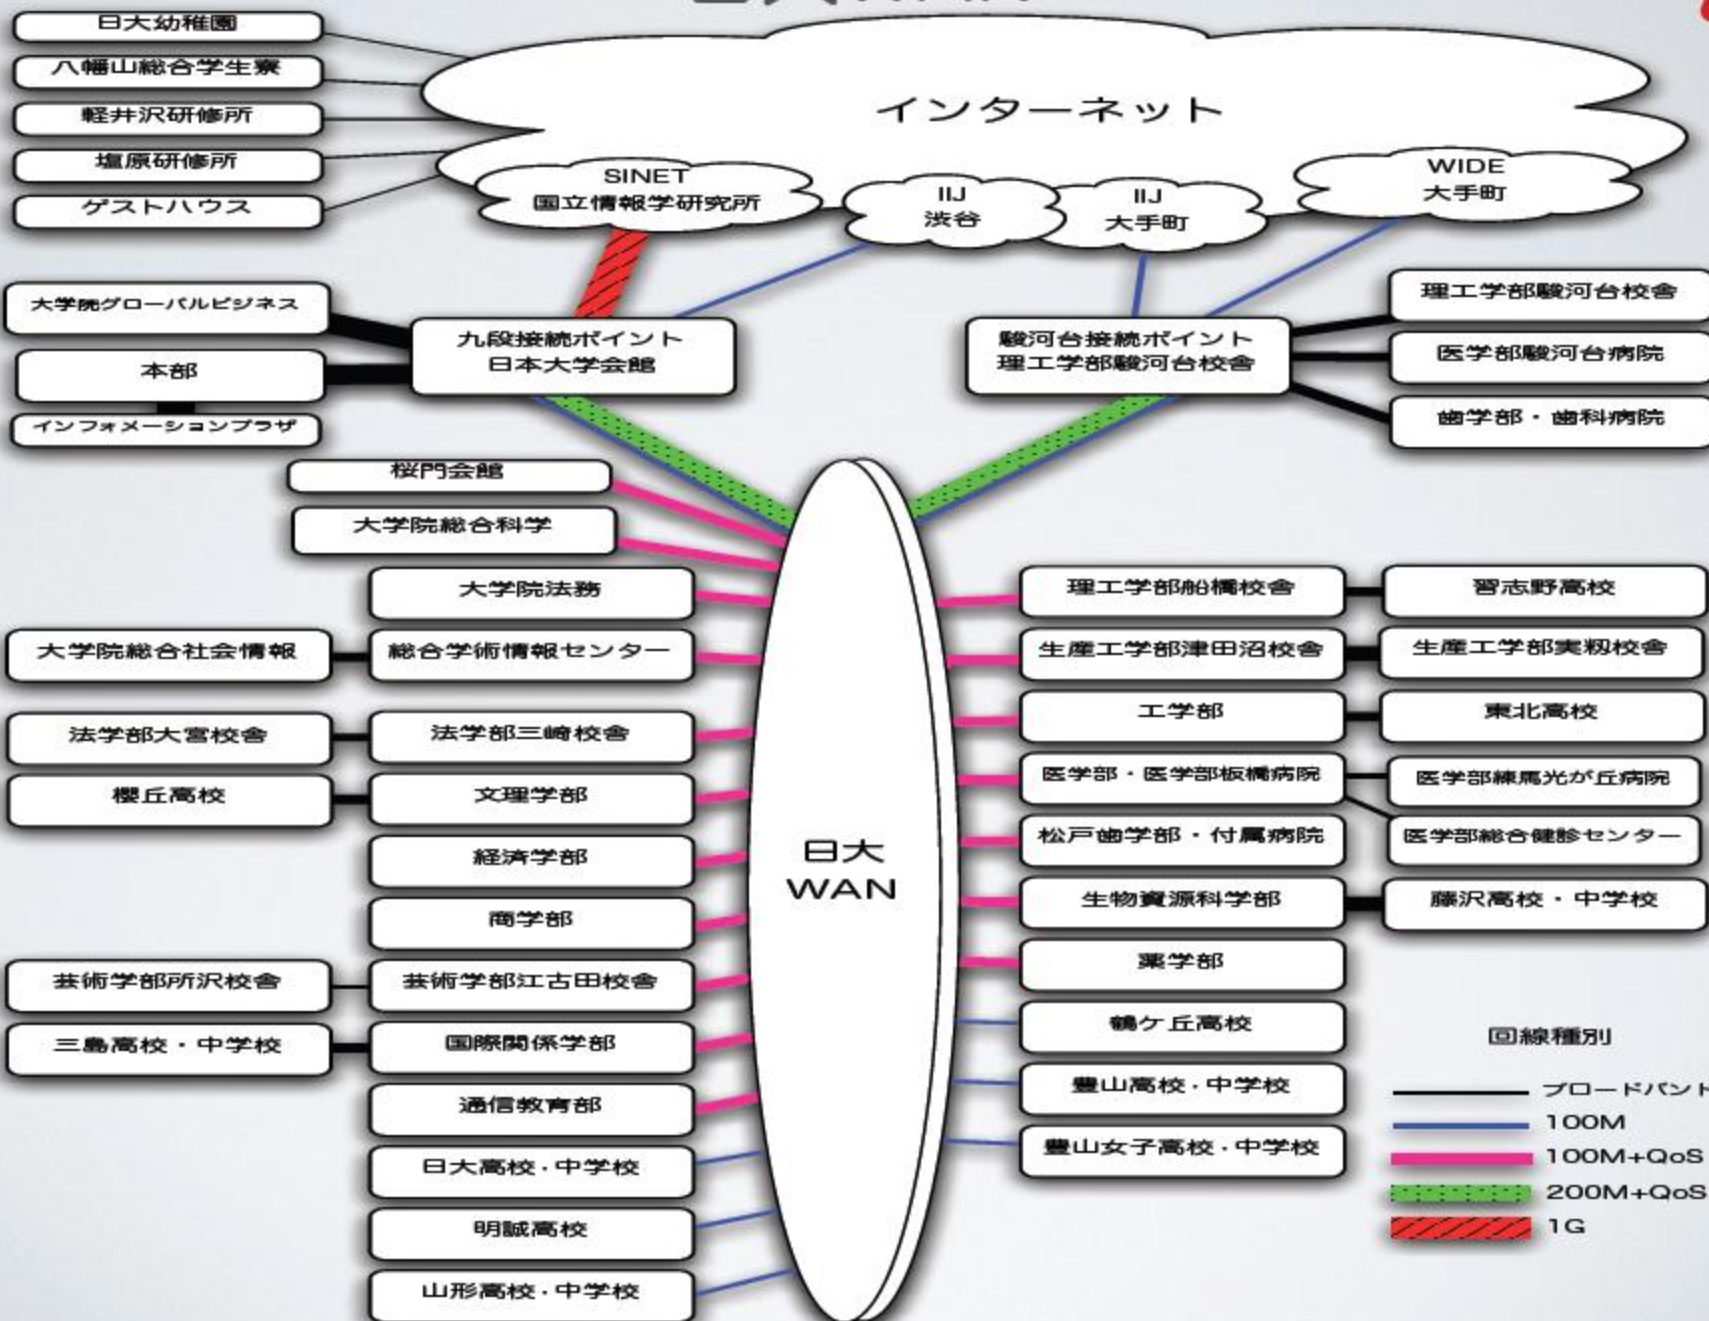 日大幼稚園
八幡山総合学生寮
軽井沢研修所
塩原研修所
ゲストハウス
インターネット
SINET
国立情報学研究所
IIJ
渋谷
IIJ
大手町
WIDE
大手町
大学院グローバルビジネス
本部
インフォメーションプラザ
九段接続ポイント
日本大学会館
駿河台接続ポイント
理工学部駿河台校舎
理工学部駿河台校舎
医学部駿河台病院
歯学部・歯科病院
桜門会館
大学院総合科学
大学院法務
大学院総合社会情報
総合学術情報センター
法学部大宮校舎
法学部三崎校舎
櫻丘高校
文理学部
経済学部
商学部
芸術学部所沢校舎
芸術学部江古田校舎
三島高校・中学校
国際関係学部
通信教育部
日大高校・中学校
明誠高校
山形高校・中学校
日大
WAN
理工学部船橋校舎
習志野高校
生産工学部津田沼校舎
生産工学部実籾校舎
工学部
東北高校
医学部・医学部板橋病院
医学部練馬光が丘病院
医学部総合健診センター
松戸歯学部・付属病院
生物資源科学部
藤沢高校・中学校
薬学部
鶴ケ丘高校
豊山高校・中学校
豊山女子高校・中学校
回線種別
ブロードバンド
100M
100M+QoS
200M+QoS
1G